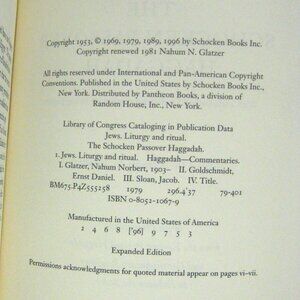 Copyright 1953, © 1969, 1979, 1989, 1996 by Schocken Books Inc.
Copyright renewed 1981 Nahum N. Glatzer
All rights reserved under International and Pan-American Copyright
Conventions. Published in the United States by Schocken Books Inc.,
New York. Distributed by Pantheon Books, a division of
Random House, Inc., New York.
Library of Congress Cataloging in Publication Data
Jews. Liturgy and ritual.
The Schocken Passover Haggadah.
1. Jews. Liturgy and ritual. Haggadah—Commentaries.
I. Glatzer, Nahum Norbert, 1903– II. Goldschmidt,
Ernst Daniel. III. Sloan, Jacob. IV. Title.
BM675.P4Z555258 1979 296.4'37 79-401
ISBN 0-8052-1067-9
Manufactured in the United States of America
2 4 6 8 ['96] 9 7 5 3
Expanded Edition
Permissions acknowledgments for quoted material appear on pages vi–vii.